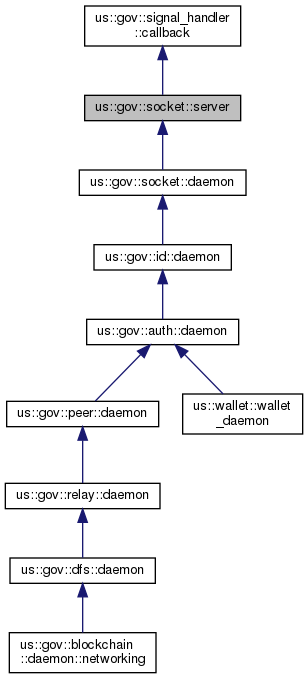 us::gov::signal_handler
::callback
us::gov::socket::server
us::gov::socket::daemon
us::gov::id::daemon
us::gov::auth::daemon
us::gov::peer::daemon
us::wallet::wallet
_daemon
us::gov::relay::daemon
us::gov::dfs::daemon
us::gov::blockchain
::daemon::networking